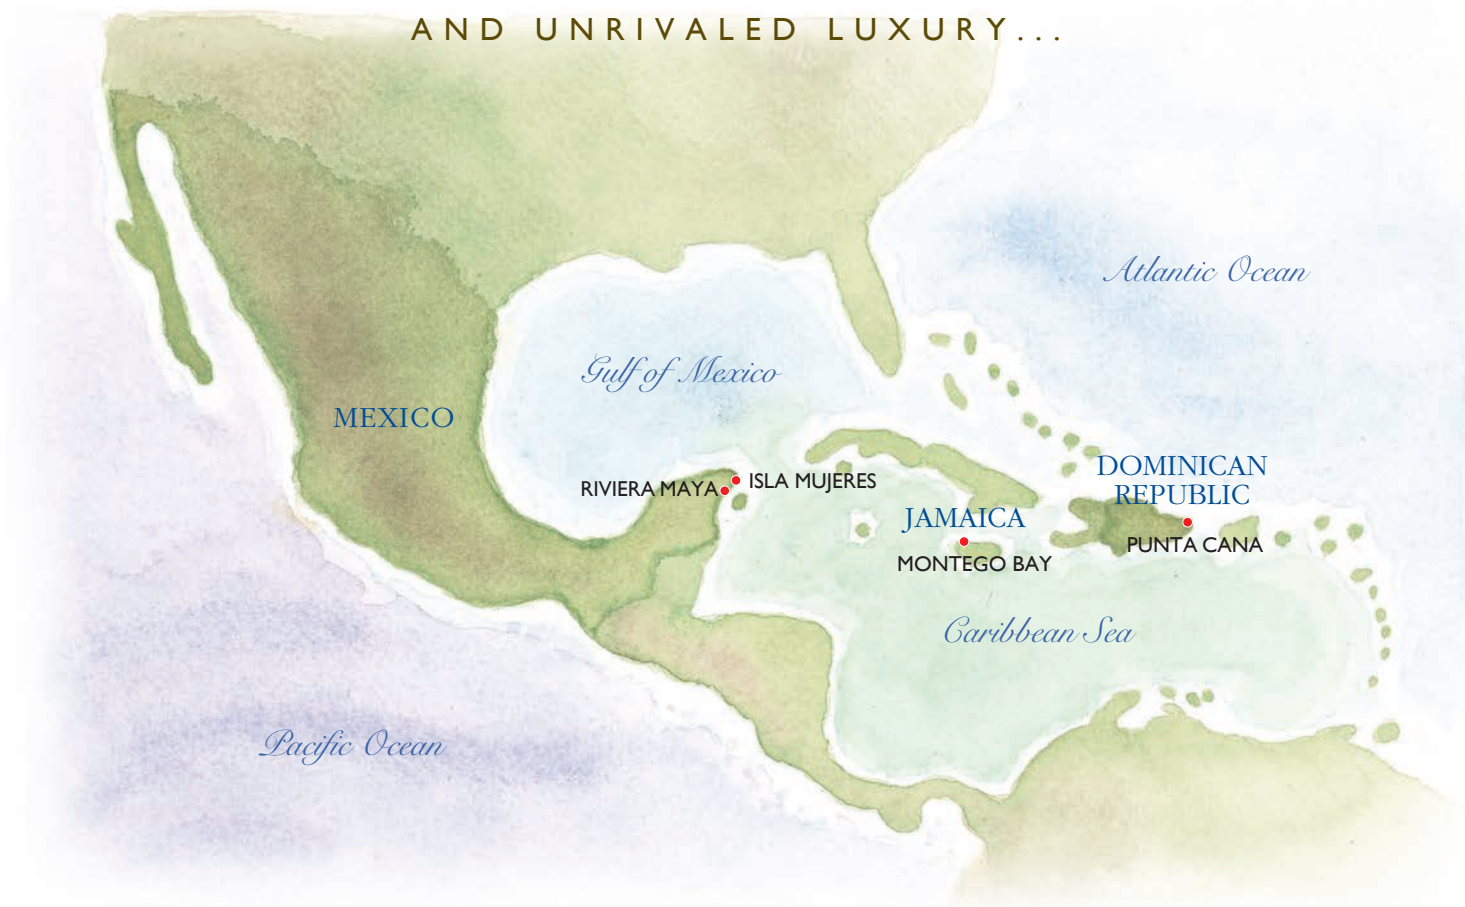 AND UNRIVALED LUXURY...
Atlantic Ocean
Gulf of Mexico
MEXICO
DOMINICAN
REPUBLIC
RIVIERA MAYA
ISLA MUJERES
JAMAICA
PUNTA CANA
MONTEGO BAY
Caribbean Sea
Pacific Ocean